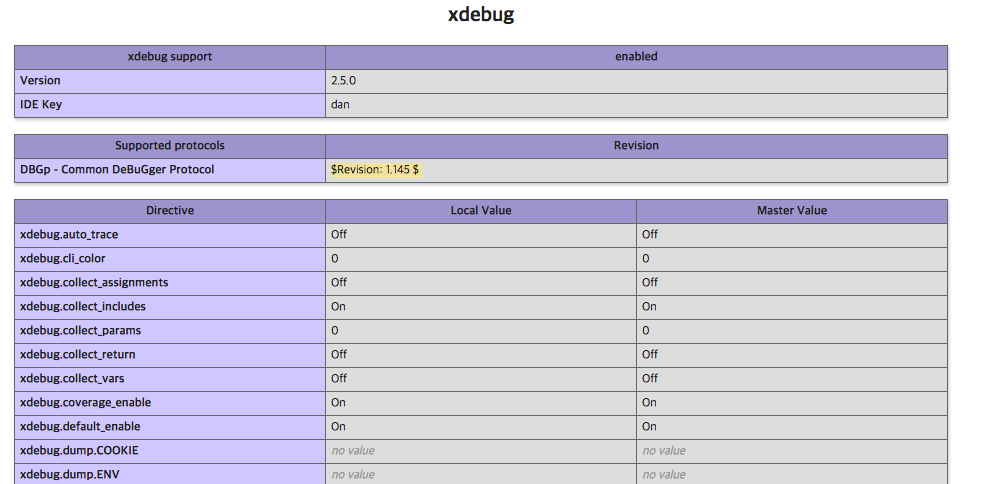 xdebug
xdebug support enabled
Version 2.5.0
IDE Key dan
Supported protocols Revision
DBGp - Common DeBuGger Protocol $Revision: 1.145 $
Directive Local Value Master Value
xdebug.auto_trace Off Off
xdebug.cli_color 0 0
xdebug.collect_assignments Off Off
xdebug.collect_includes On On
xdebug.collect_params 0 0
xdebug.collect_return Off Off
xdebug.collect_vars Off Off
xdebug.coverage_enable On On
xdebug.default_enable On On
xdebug.dump.COOKIE no value no value
xdebug.dump.ENV no value no value